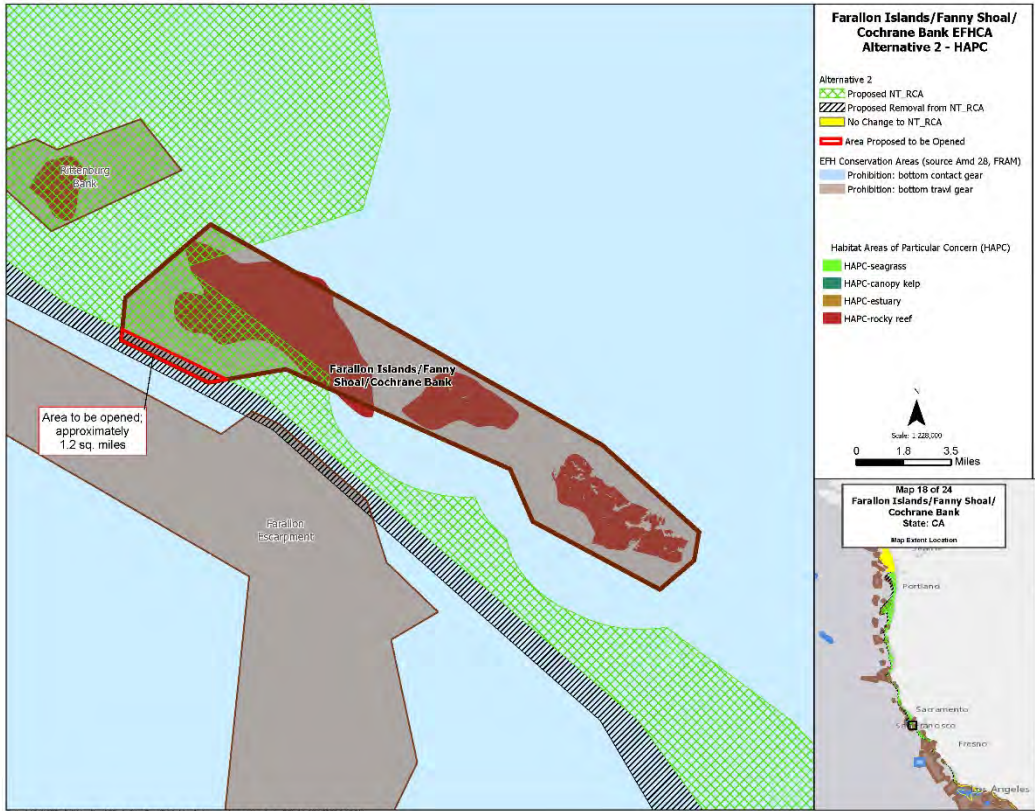 Rittenburg
Bank
Farallon Islands/Fanny
Shoal/Cochrane Bank
Area to be opened;
approximately
1.2 sq. miles
Farallon
Escarpment
Farallon Islands/Fanny Shoal/
Cochrane Bank EFHCA
Alternative 2 - HAPC
Alternative 2
Proposed NT_RCA
Proposed Removal from NT_RCA
No Change to NT_RCA
Area Proposed to be Opened
EFH Conservation Areas (source Amd 28, FRAM)
Prohibition: bottom contact gear
Prohibition: bottom trawl gear
Habitat Areas of Particular Concern (HAPC)
HAPC-seagrass
HAPC-canopy kelp
HAPC-estuary
HAPC-rocky reef
N
Scale: 1:228,000
0 1.8 3.5
Miles
Map 18 of 24
Farallon Islands/Fanny Shoal/
Cochrane Bank
State: CA
Map Extent Location
Portland
Sacramento
Fresno
Los Angeles